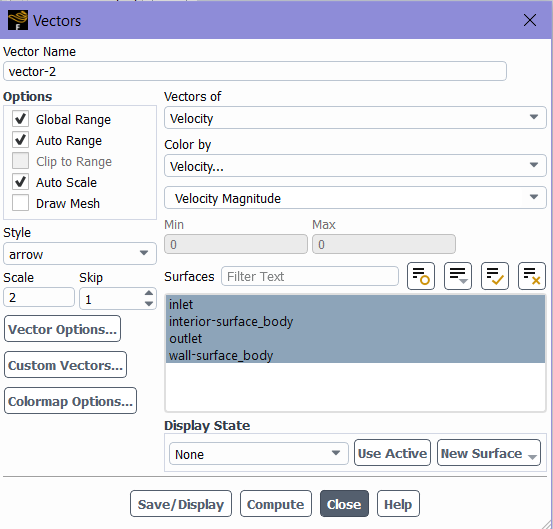 Vectors
Vector Name
vector-2
Options
Global Range
Auto Range
Clip to Range
Auto Scale
Draw Mesh
Style
arrow
Scale
Skip
2
1
Vector Options...
Custom Vectors...
Colormap Options...
Vectors of
Velocity
Color by
Velocity...
Velocity Magnitude
Min
Max
0
0
Surfaces
Filter Text
inlet
interior-surface_body
outlet
wall-surface_body
Display State
None
Use Active
New Surface
Save/Display
Compute
Close
Help